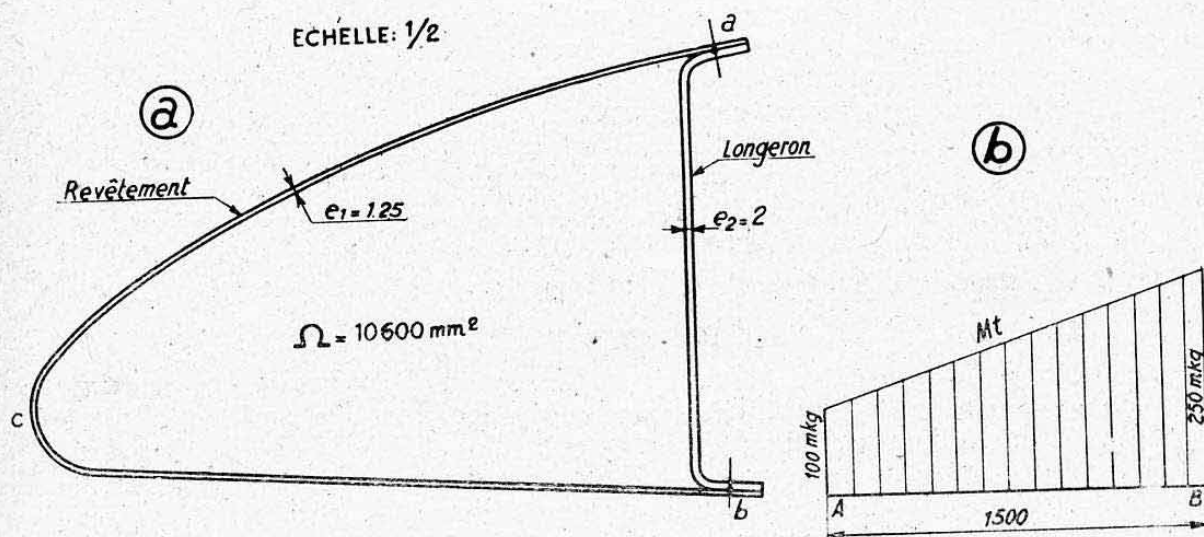 ECHELLE: 1/2
a
a
Revêtement
e1 = 1.25
Longeron
e2 = 2
b
Ω = 10600 mm²
c
b
Mt
100 mkg
250 mkg
A
B
1500